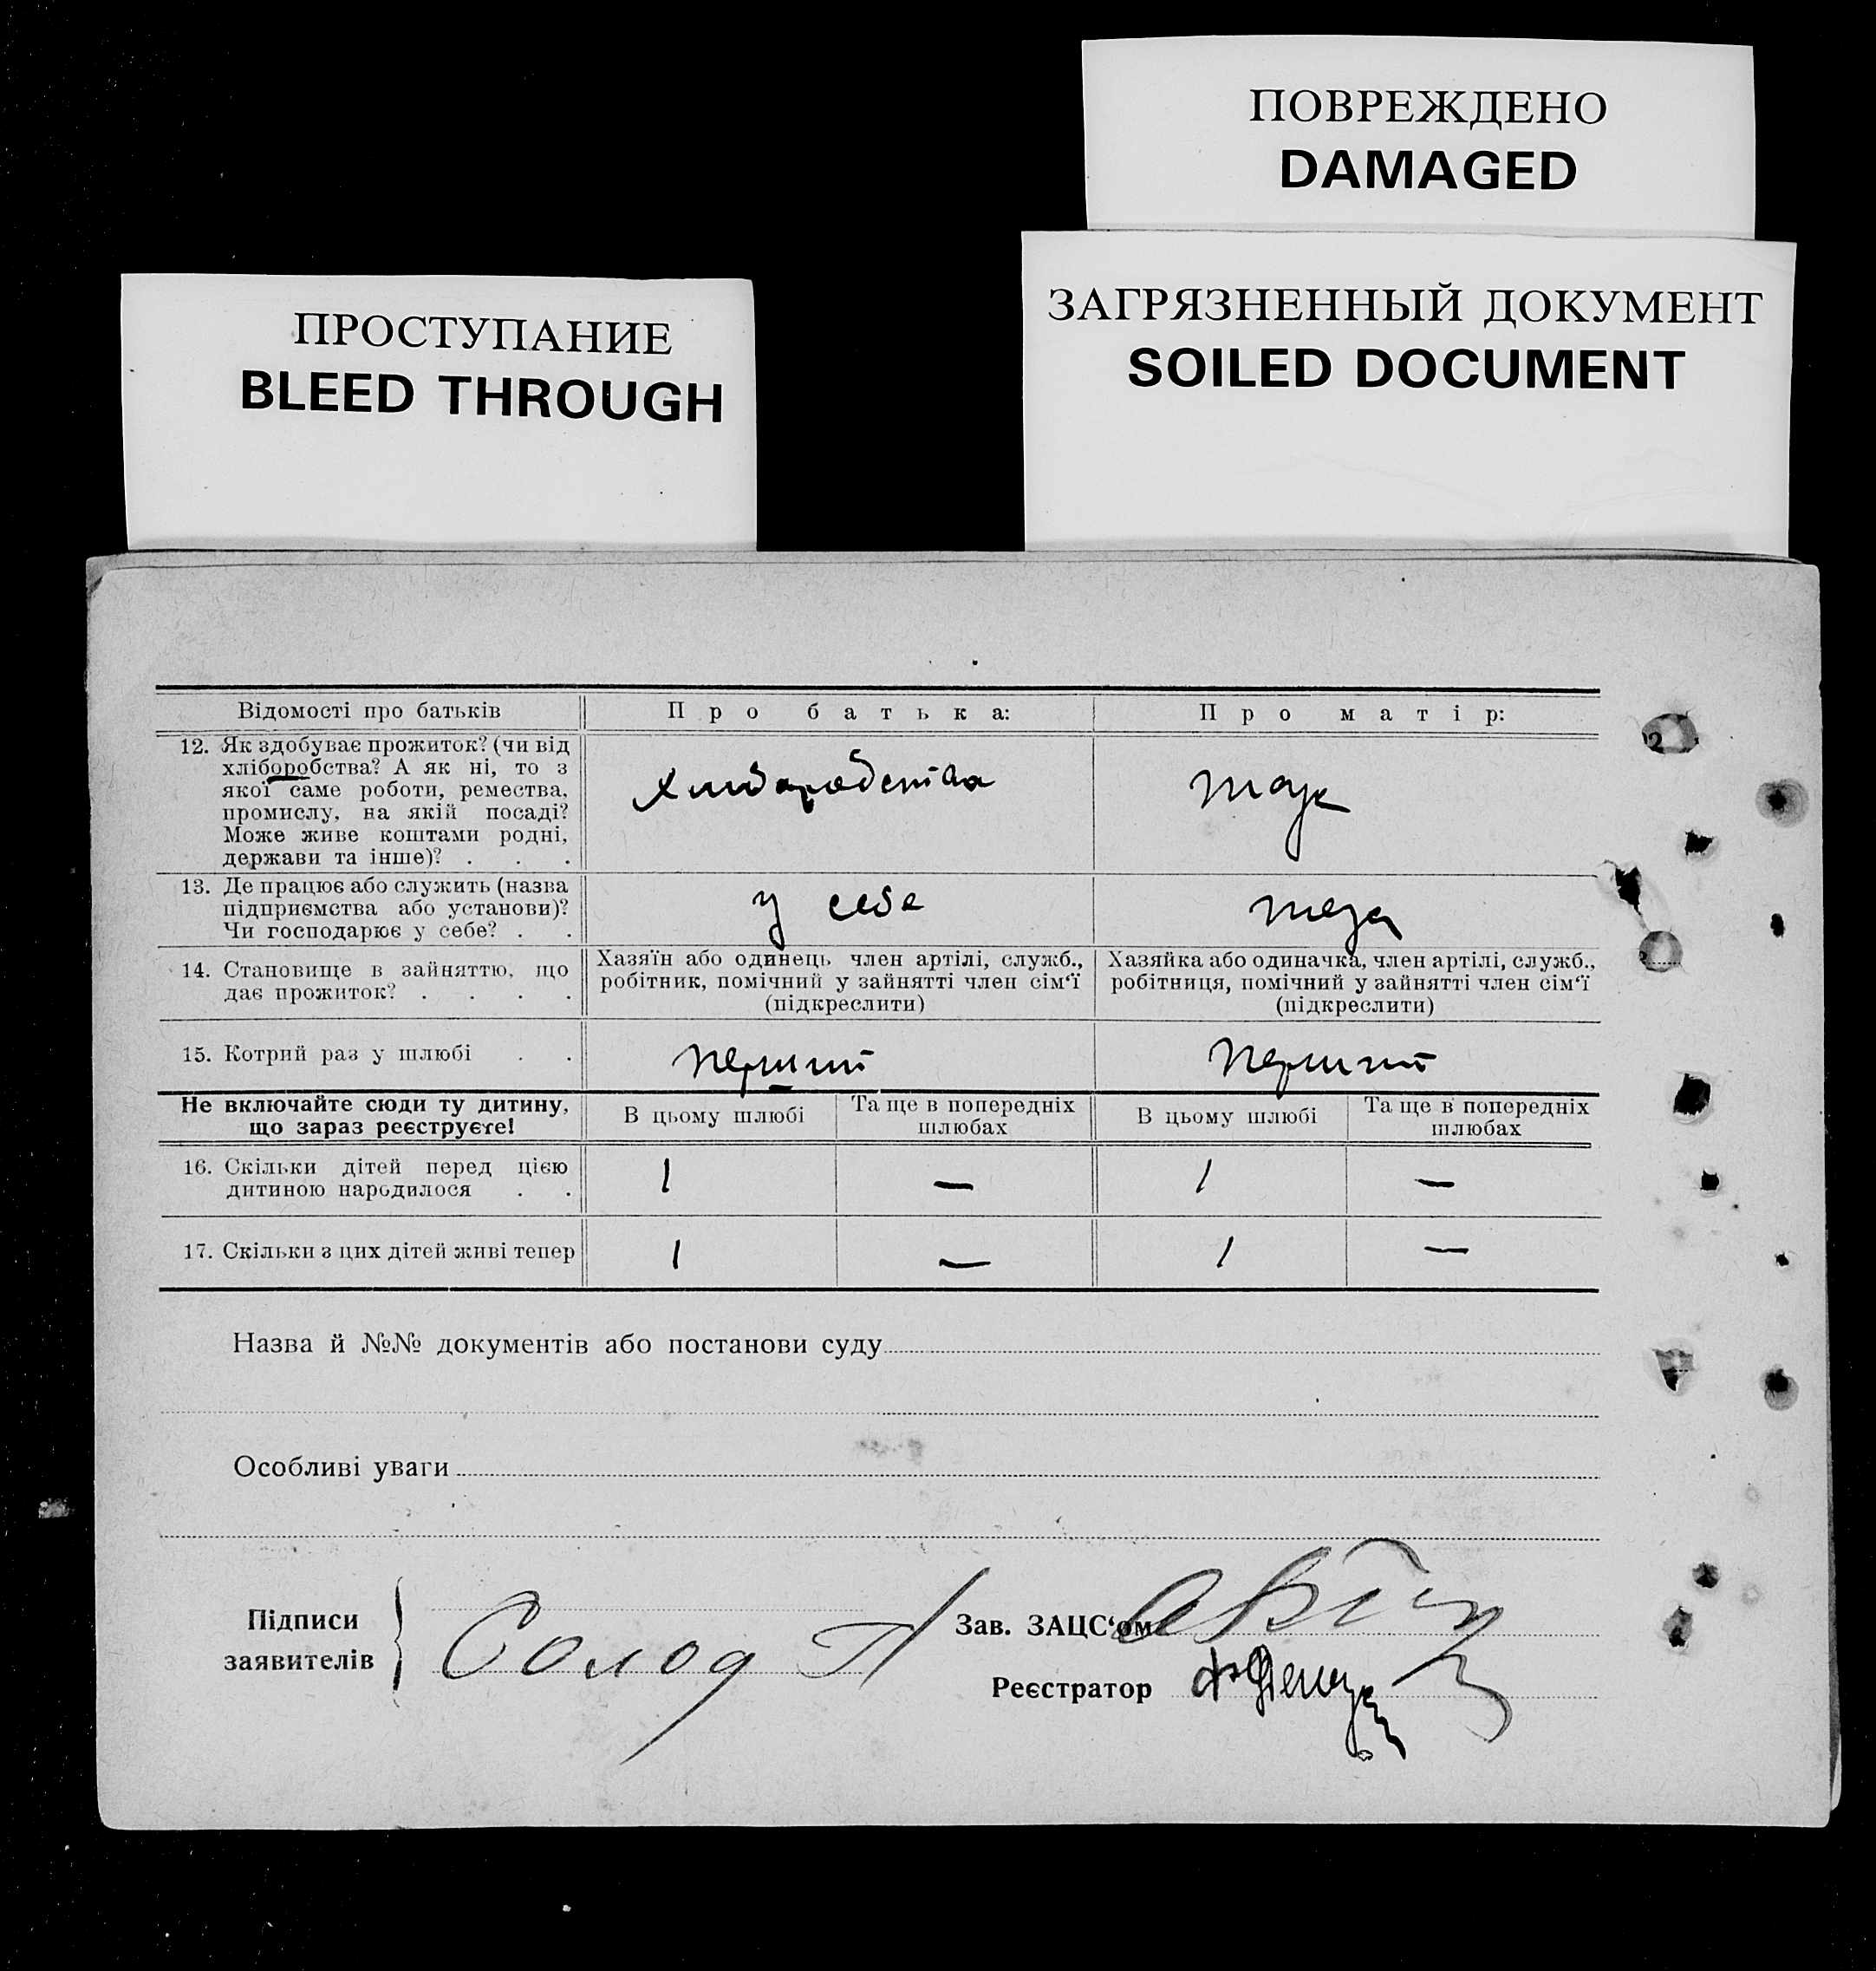 ПОВРЕЖДЕНО
DAMAGED
ПРОСТУПАНИЕ
BLEED THROUGH
ЗАГРЯЗНЕННЫЙ ДОКУМЕНТ
SOILED DOCUMENT
Відомості про батьків
Про батька:
Про матір:
12. Як здобуває прожиток? (чи від
хліборобства? А як ні, то з
якої саме роботи, ремества,
промислу, на якій посаді?
Може живе коштами родні,
держави та інше)? . . .
13. Де працює або служить (назва
підприємства або установи)?
Чи господарює у себе? . .
у себе
14. Становище в зайняттю, що
дає прожиток? . . . .
Хазяїн або одинець член артілі, служб.,
робітник, помічний у зайнятті член сім‘ї
(підкреслити)
Хазяйка або одиначка, член артілі, служб.,
робітниця, помічний у зайнятті член сім‘ї
(підкреслити)
15. Котрий раз у шлюбі . .
перший
перший
Не включайте сюди ту дитину,
що зараз реєструєте!
В цьому шлюбі
Та ще в попередніх
шлюбах
В цьому шлюбі
Та ще в попередніх
шлюбах
16. Скільки дітей перед цією
дитиною народилося . .
1 — 1 —
17. Скільки з цих дітей живі тепер
1 — 1 —
Назва й №№ документів або постанови суду
Особливі уваги
Підписи
заявителів
Солод П
Зав. ЗАЦС‘ом
Реєстратор